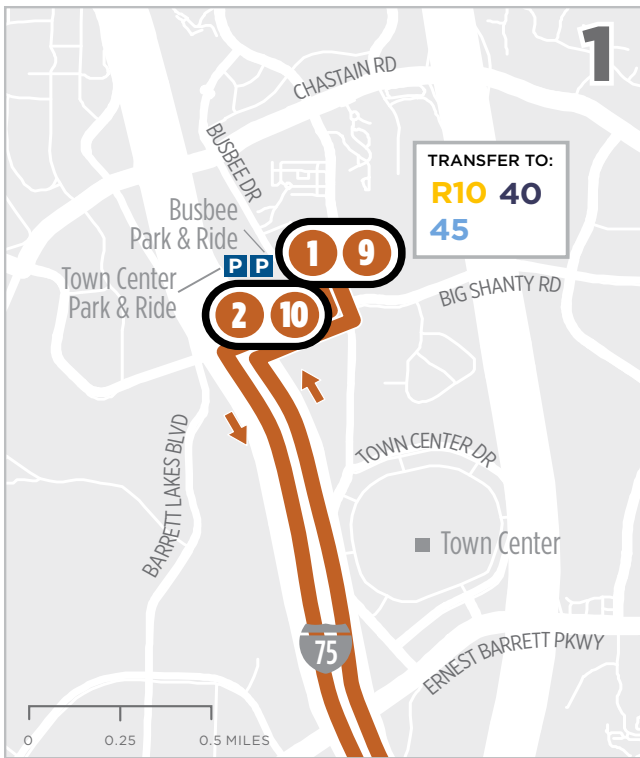 1
CHASTAIN RD
BUSBEE DR
TRANSFER TO:
R10 40
45
Busbee
Park & Ride
Town Center
Park & Ride
P P
1 9
2 10
BIG SHANTY RD
BARRETT LAKES BLVD
TOWN CENTER DR
Town Center
75
ERNEST BARRETT PKWY
0 0.25 0.5 MILES